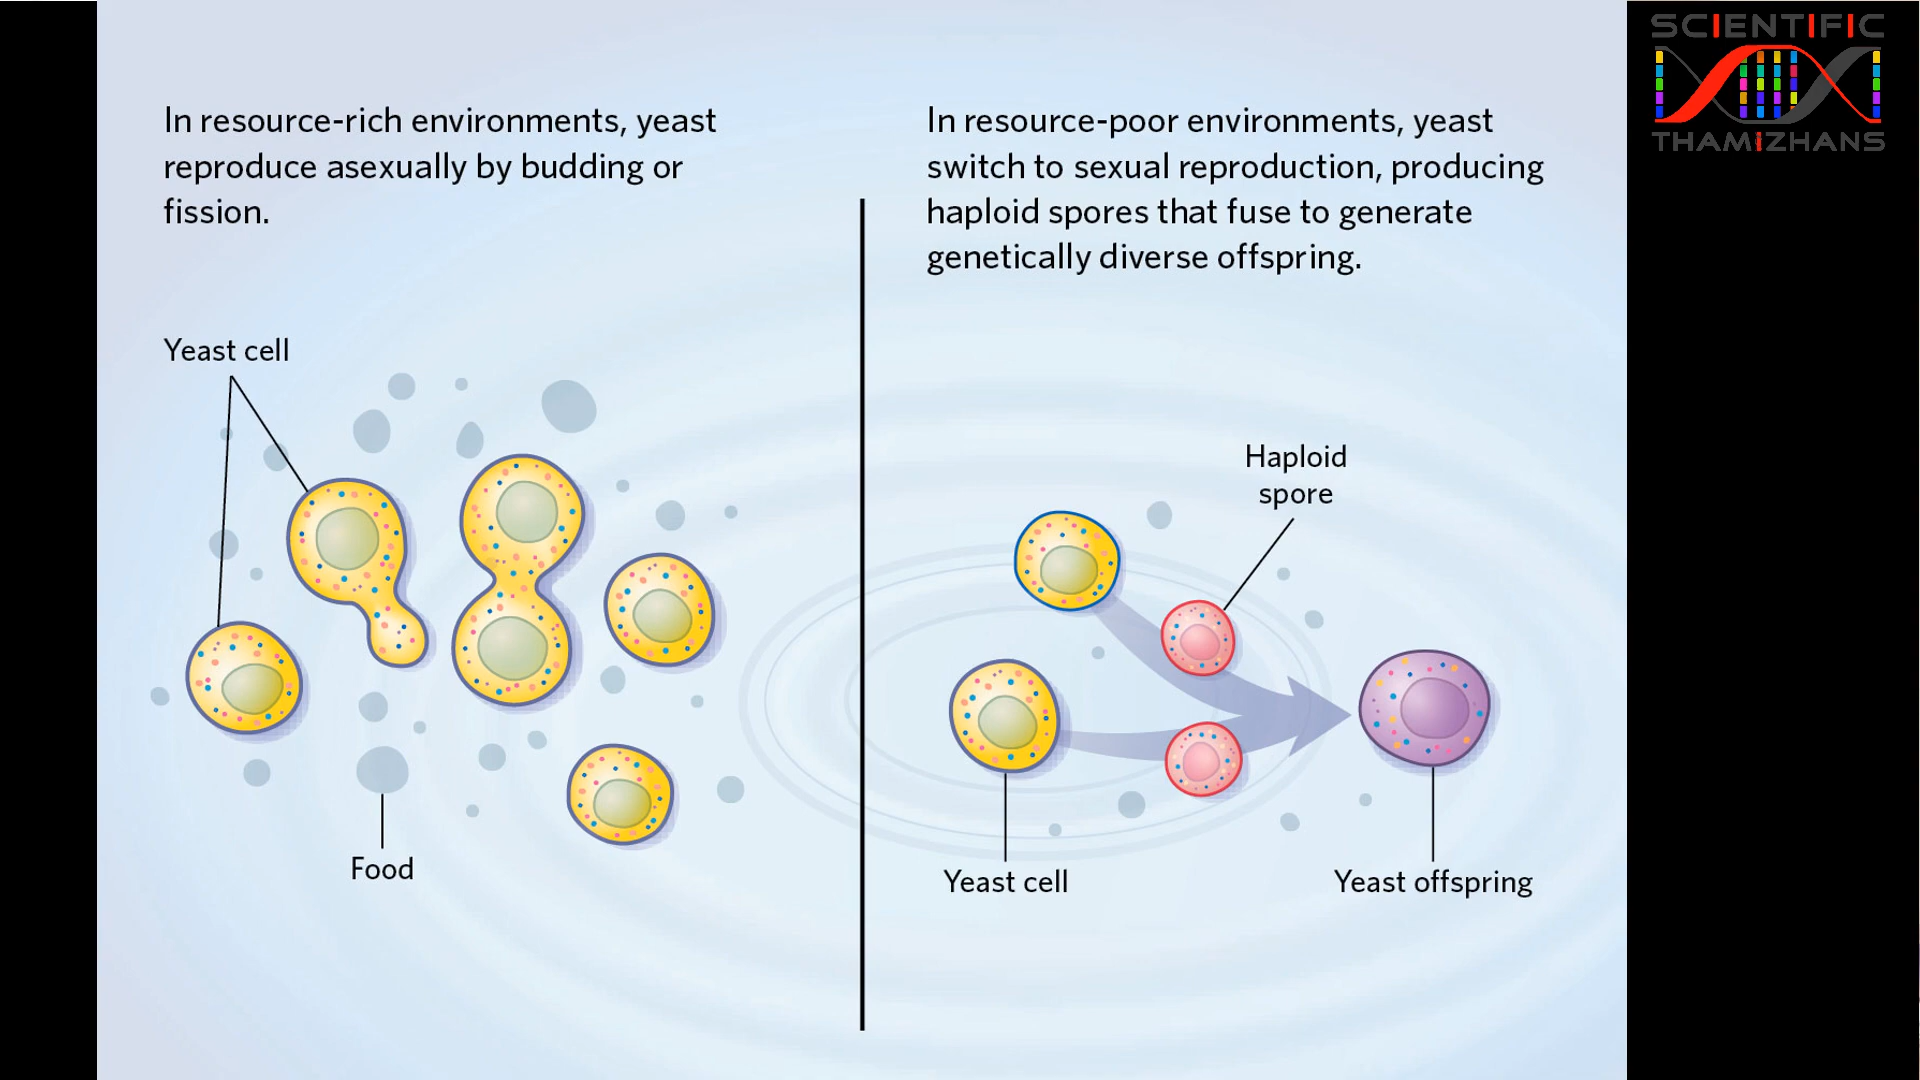 In resource-rich environments, yeast
reproduce asexually by budding or
fission.
Yeast cell
Food
In resource-poor environments, yeast
switch to sexual reproduction, producing
haploid spores that fuse to generate
genetically diverse offspring.
Haploid
spore
Yeast cell
Yeast offspring
SCIENTIFIC
THAMIZHANS